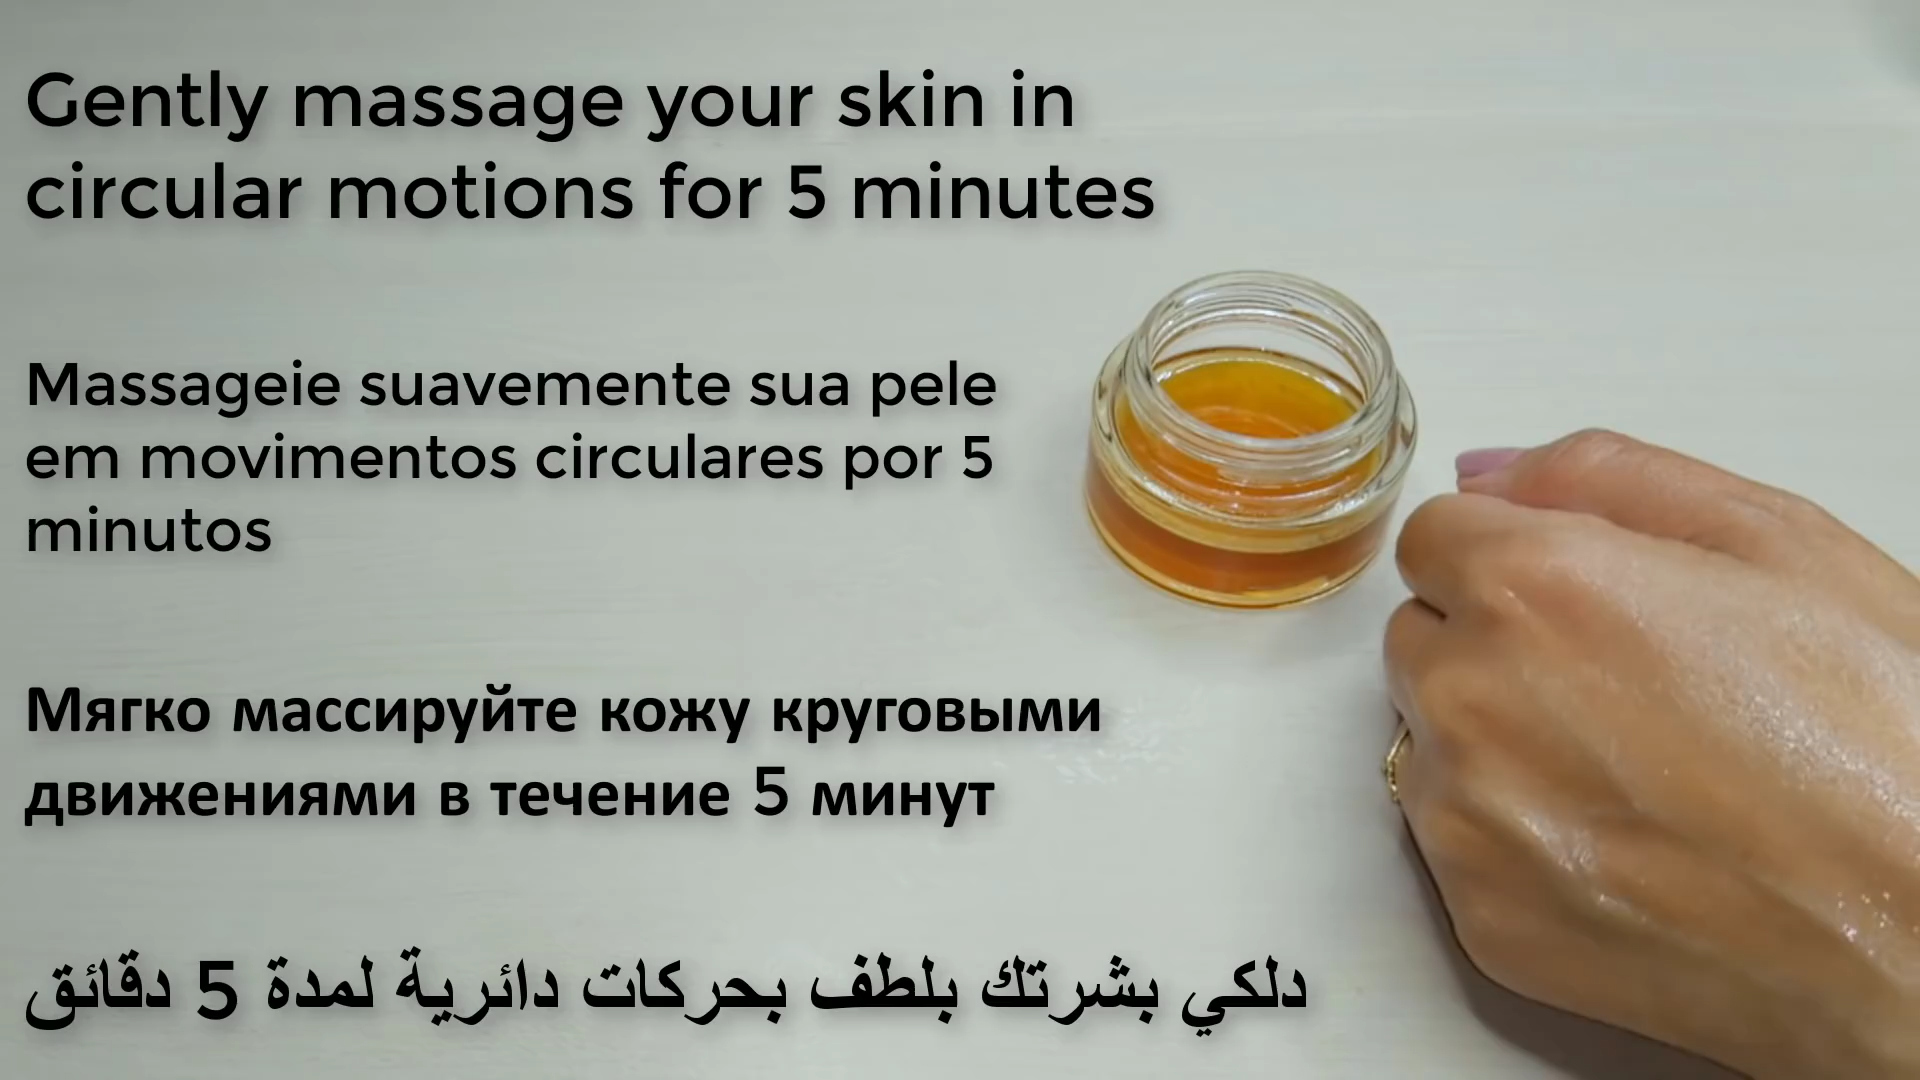 Gently massage your skin in
circular motions for 5 minutes
Massageie suavemente sua pele
em movimentos circulares por 5
minutos
Мягко массируйте кожу круговыми
движениями в течение 5 минут
دلكي بشرتك بلطف بحركات دائرية لمدة 5 دقائق